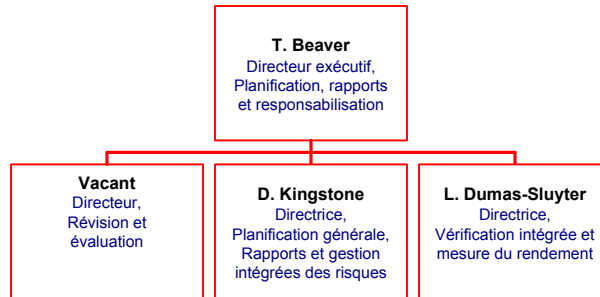 T. Beaver
Directeur exécutif,
Planification, rapports
et responsabilisation
Vacant
Directeur,
Révision et
évaluation
D. Kingstone
Directrice,
Planification générale,
Rapports et gestion
intégrées des risques
L. Dumas-Sluyter
Directrice,
Vérification intégrée et
mesure du rendement